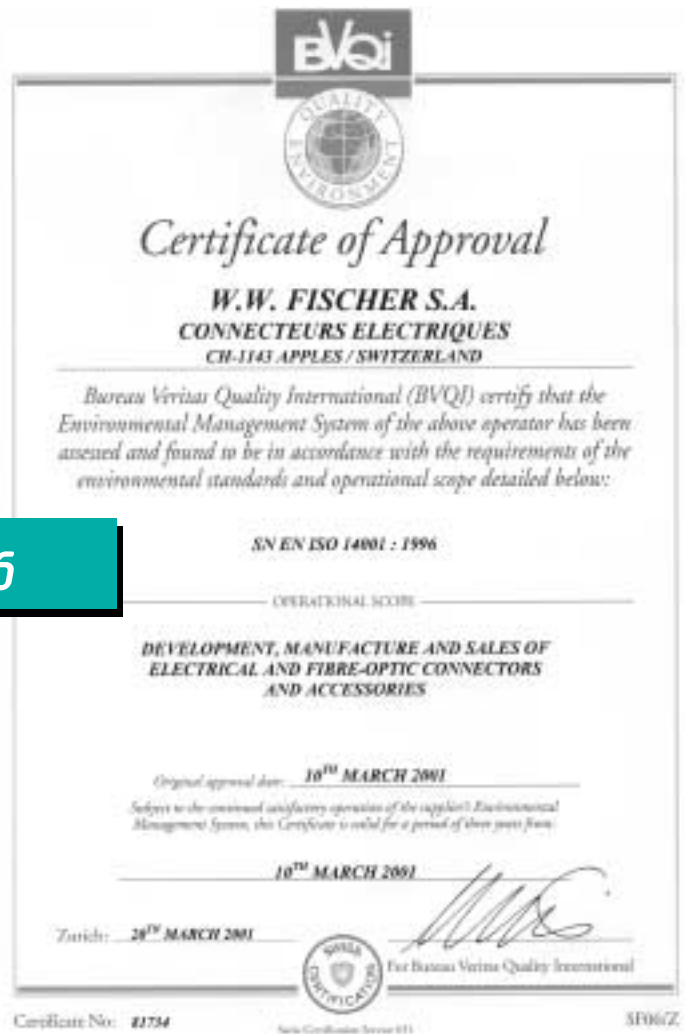 BVQi
QUALITY
ENVIRONMENT
Certificate of Approval
W.W. FISCHER S.A.
CONNECTEURS ELECTRIQUES
CH-1143 APPLES / SWITZERLAND
Bureau Veritas Quality International (BVQI) certify that the
Environmental Management System of the above operator has been
assessed and found to be in accordance with the requirements of the
environmental standards and operational scope detailed below:
SN EN ISO 14001 : 1996
6
OPERATIONAL SCOPE
DEVELOPMENT, MANUFACTURE AND SALES OF
ELECTRICAL AND FIBRE-OPTIC CONNECTORS
AND ACCESSORIES
Original approval date: 10TH MARCH 2001
Subject to the continued satisfactory operation of the supplier's Environmental
Management System, this Certificate is valid for a period of three years from:
10TH MARCH 2001
Zurich: 20TH MARCH 2001
For Bureau Veritas Quality International
SWISS
CERTIFICATION
Certificate No: 81734
SF06/Z
Swiss Certification Service